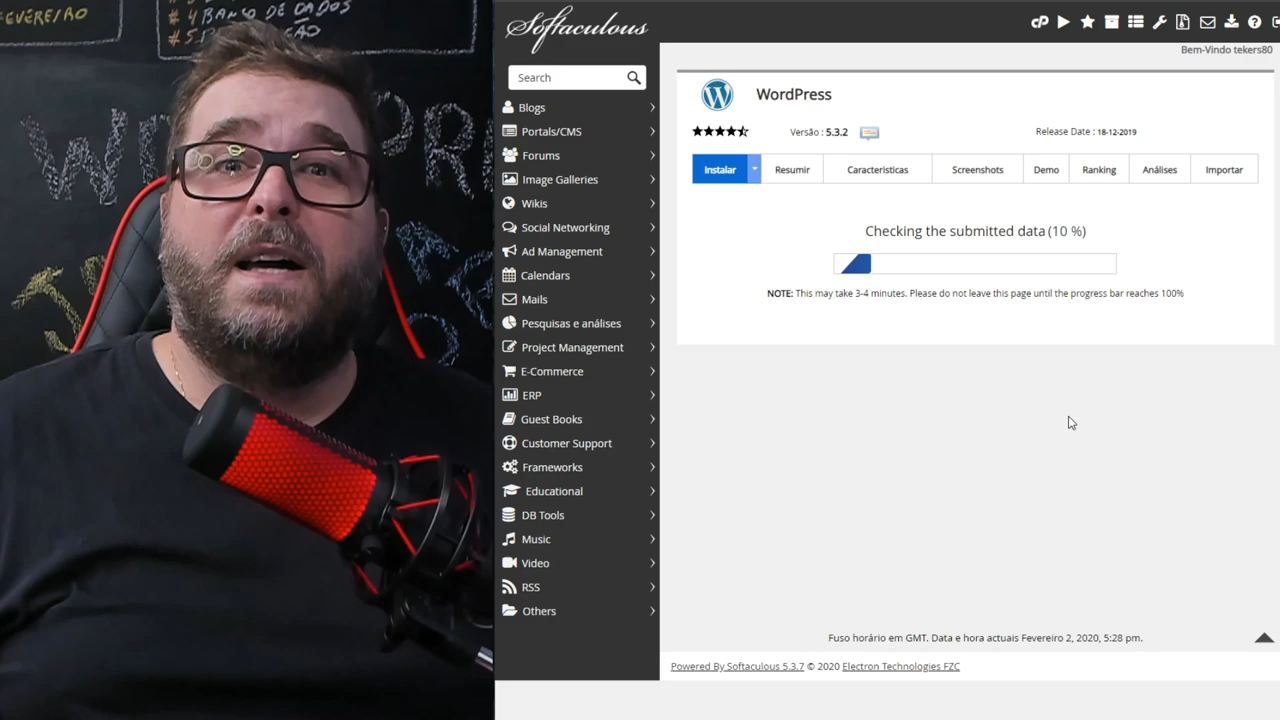 FEVEREIRO
#4 BANCO DE DADOS
#5
WO
PR
Softaculous
Search
Blogs
Portals/CMS
Forums
Image Galleries
Wikis
Social Networking
Ad Management
Calendars
Mails
Pesquisas e análises
Project Management
E-Commerce
ERP
Guest Books
Customer Support
Frameworks
Educational
DB Tools
Music
Video
RSS
Others
cP
Bem-Vindo tekers80
WordPress
Versão : 5.3.2
Release Date : 18-12-2019
Instalar
Resumir
Caracteristicas
Screenshots
Demo
Ranking
Análises
Importar
Checking the submitted data (10 %)
NOTE: This may take 3-4 minutes. Please do not leave this page until the progress bar reaches 100%
Fuso horário em GMT. Data e hora actuais Fevereiro 2, 2020, 5:28 pm.
Powered By Softaculous 5.3.7 © 2020 Electron Technologies FZC